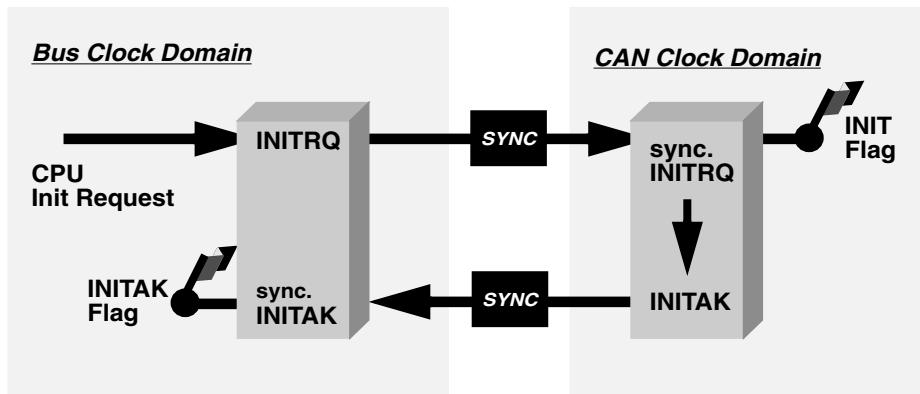 Bus Clock Domain
CAN Clock Domain
CPU
Init Request
INITRQ
SYNC
sync.
INITRQ
INIT
Flag
INITAK
Flag
sync.
INITAK
SYNC
INITAK